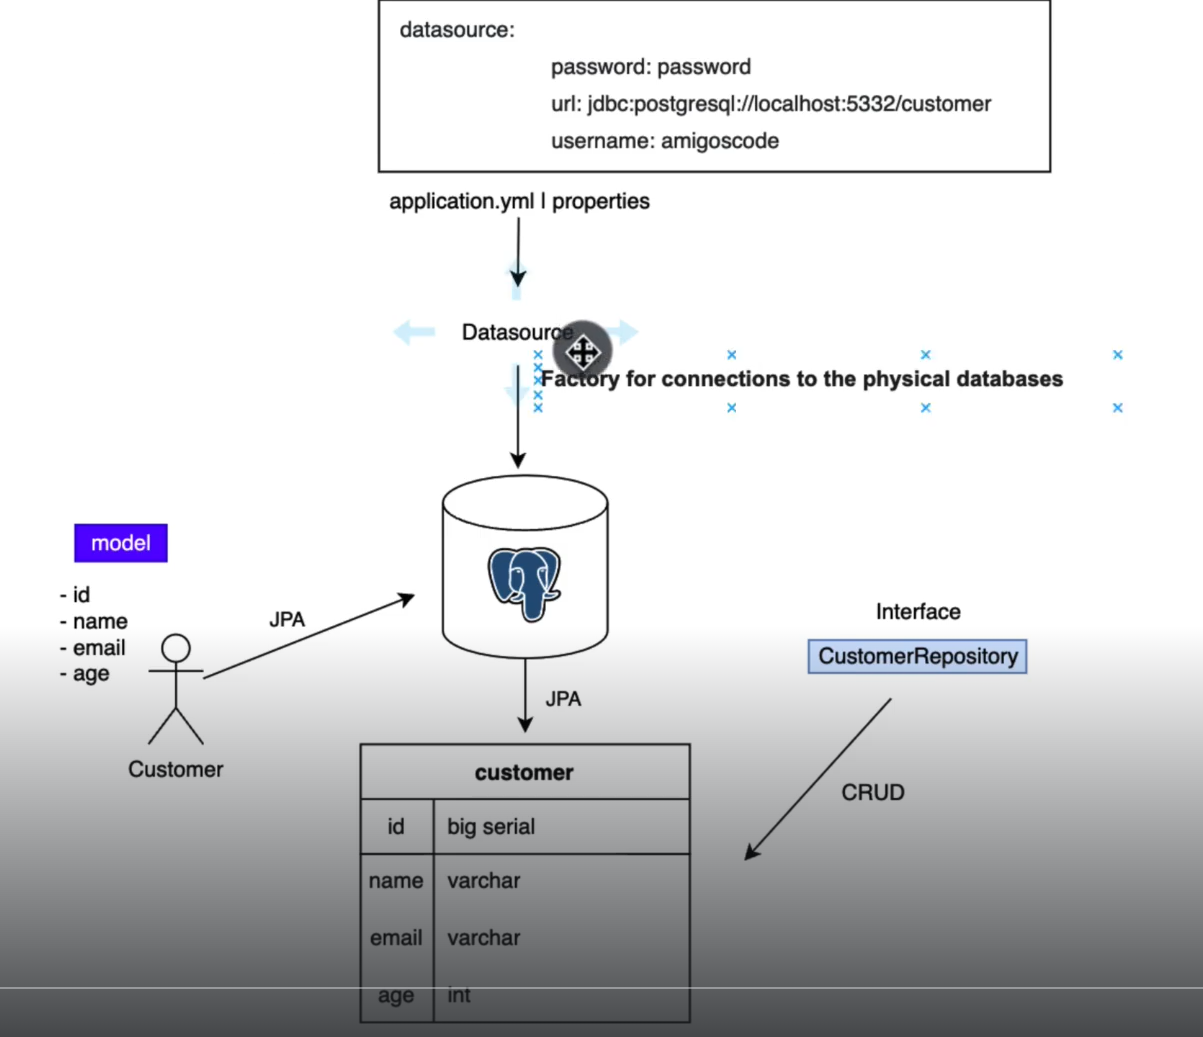 datasource:
password: password
url: jdbc:postgresql://localhost:5332/customer
username: amigoscode
application.yml | properties
Datasource
Factory for connections to the physical databases
model
- id
- name
- email
- age
JPA
Customer
Interface
CustomerRepository
JPA
CRUD
customer
id big serial
name varchar
email varchar
age int